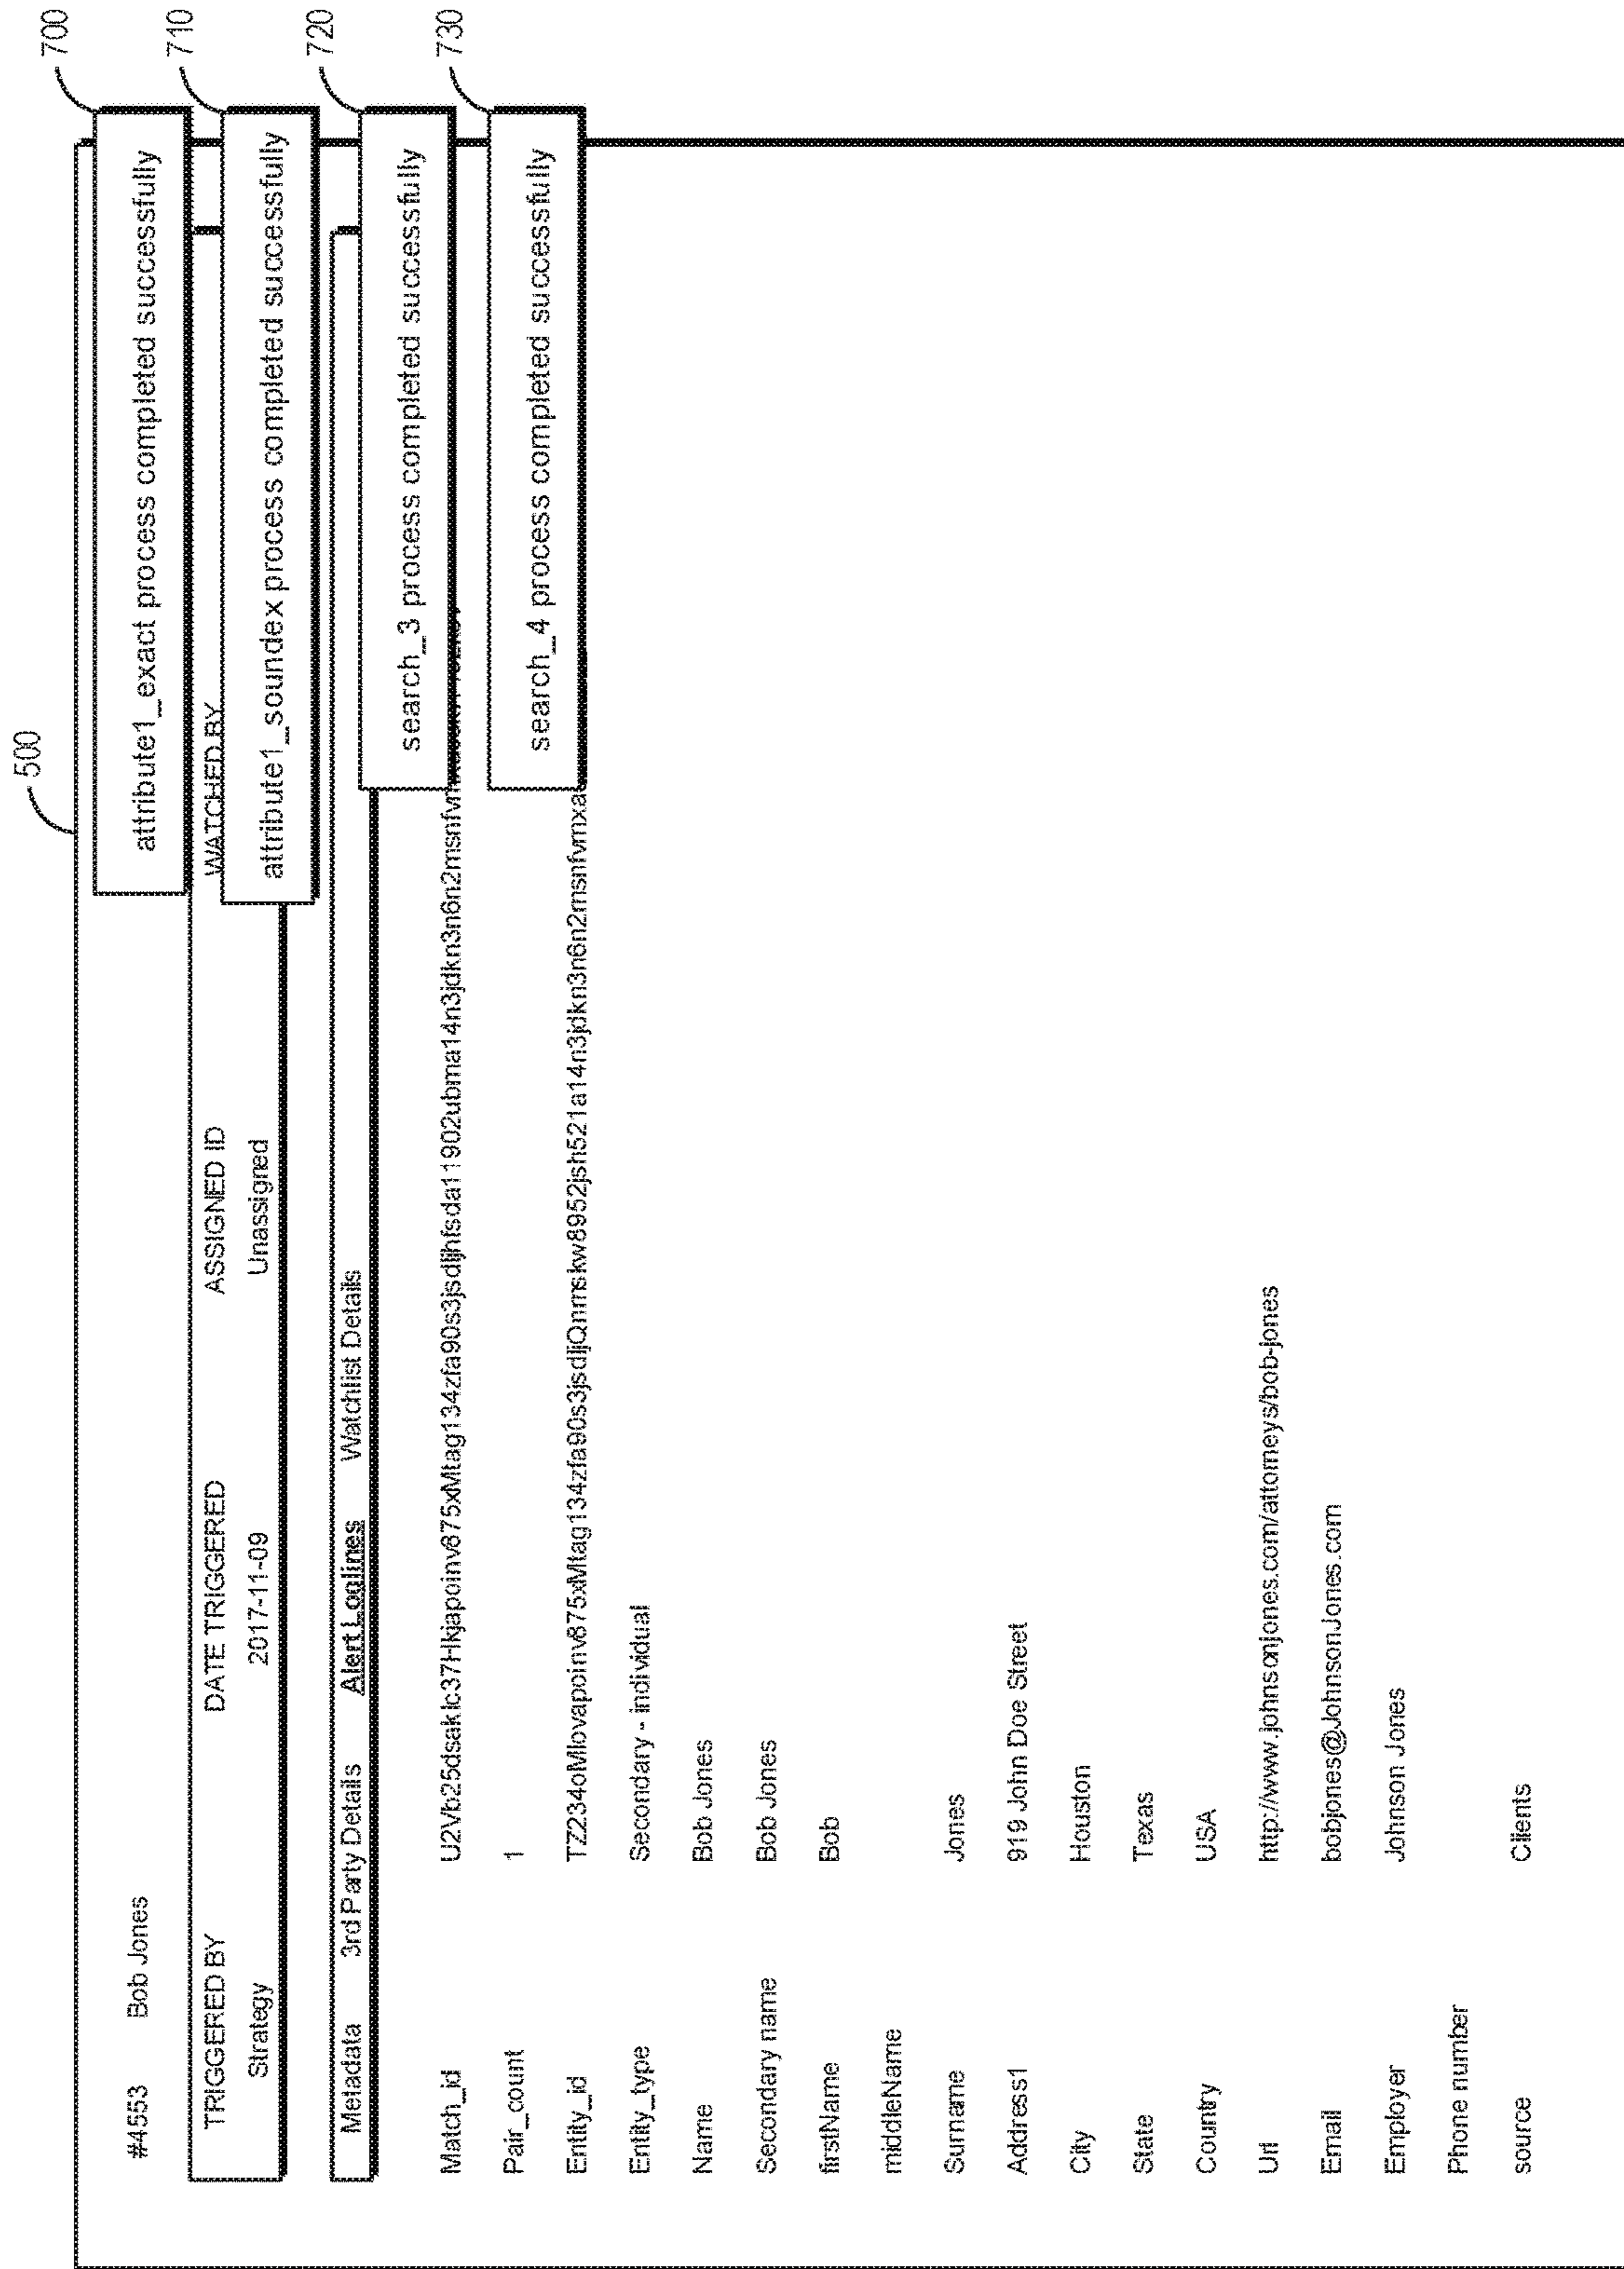 500
700
attribute1_exact process completed successfully
#4553 Bob Jones
710
TRIGGERED BY DATE TRIGGERED ASSIGNED ID WATCHED BY
attribute1_soundex process completed successfully
Strategy 2017-11-09 Unassigned
720
Metadata 3rd Party Details Alert Loglines Watchlist Details
search_3 process completed successfully
Match_id
730
Pair_count 1
search_4 process completed successfully
Entity_id
Entity_type Secondary - individual
Name Bob Jones
Secondary name Bob Jones
firstName Bob
middleName
Surname Jones
Address1 919 John Doe Street
City Houston
State Texas
Country USA
Url http://www.johnsonjones.com/attorneys/bob-jones
Email bobjones@JohnsonJones.com
Employer Johnson Jones
Phone number
source Clients